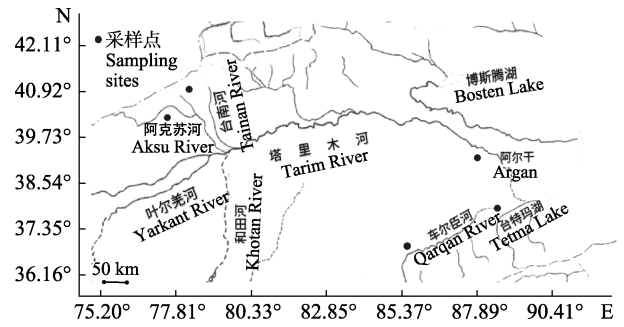 N
42.11°
40.92°
39.73°
38.54°
37.35°
36.16°
采样点
Sampling
sites
博斯腾湖
Bosten Lake
台南河
Tainan River
阿克苏河
Aksu River
塔里木河
Tarim River
阿尔干
Argan
叶尔羌河
Yarkant River
和田河
Khotan River
车尔臣河
Qarqan River
台特玛湖
Tetma Lake
50 km
75.20° 77.81° 80.33° 82.85° 85.37° 87.89° 90.41° E